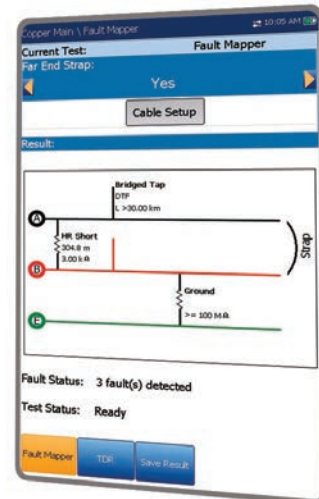 Copper Main \ Fault Mapper 10:05 AM
Current Test: Fault Mapper
Far End Strap:
Yes
Cable Setup
Result:
Bridged Tap
DTF
L >30.00 km
A
HR Short
304.8 m
3.00 kΩ
Strap
B
Ground
>= 100 MΩ
E
Fault Status: 3 fault(s) detected
Test Status: Ready
Fault Mapper TDR Save Result